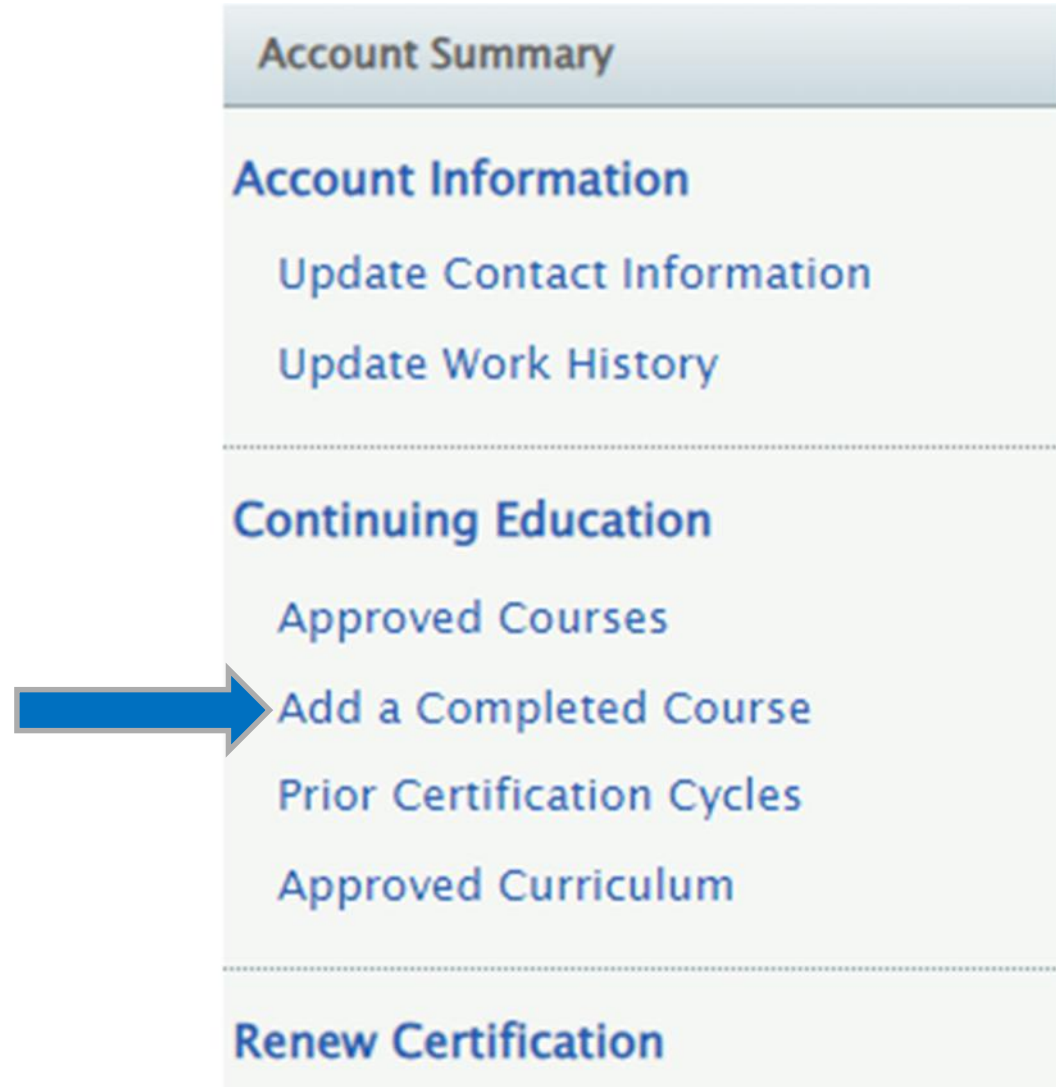 Account Summary
Account Information
Update Contact Information
Update Work History
Continuing Education
Approved Courses
Add a Completed Course
Prior Certification Cycles
Approved Curriculum
Renew Certification